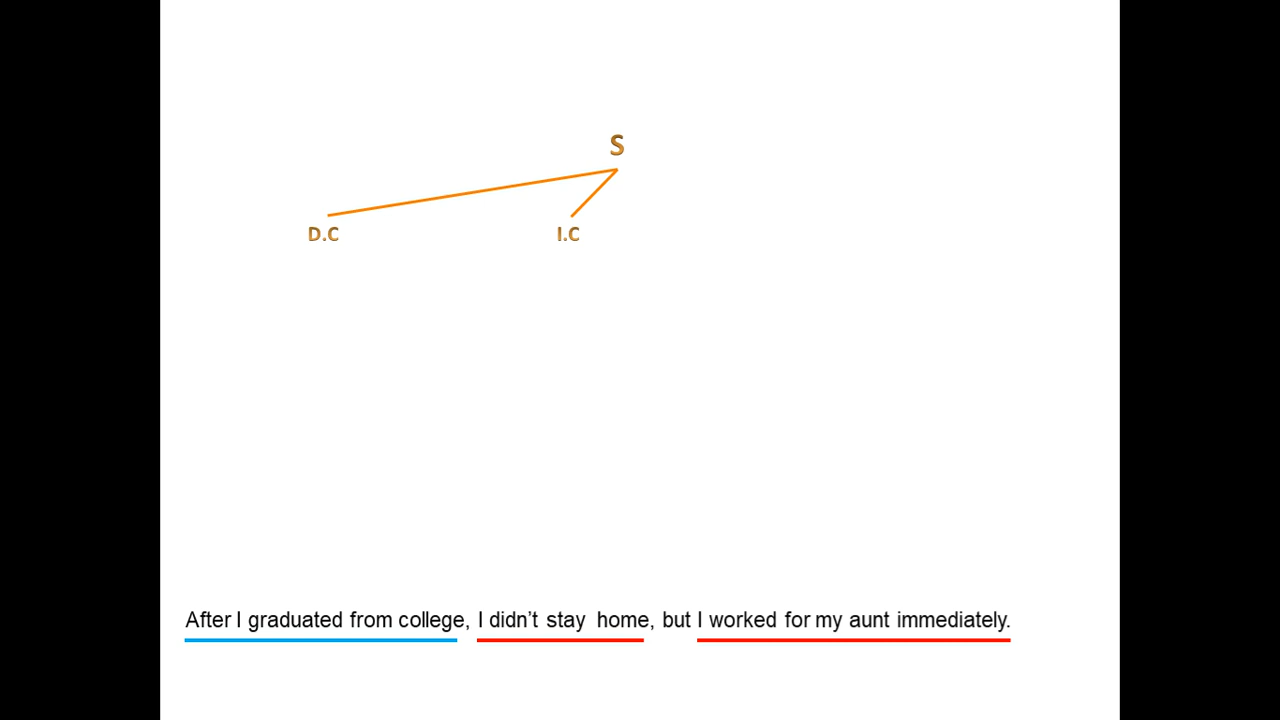 S
D.C I.C
After I graduated from college, I didn’t stay home, but I worked for my aunt immediately.